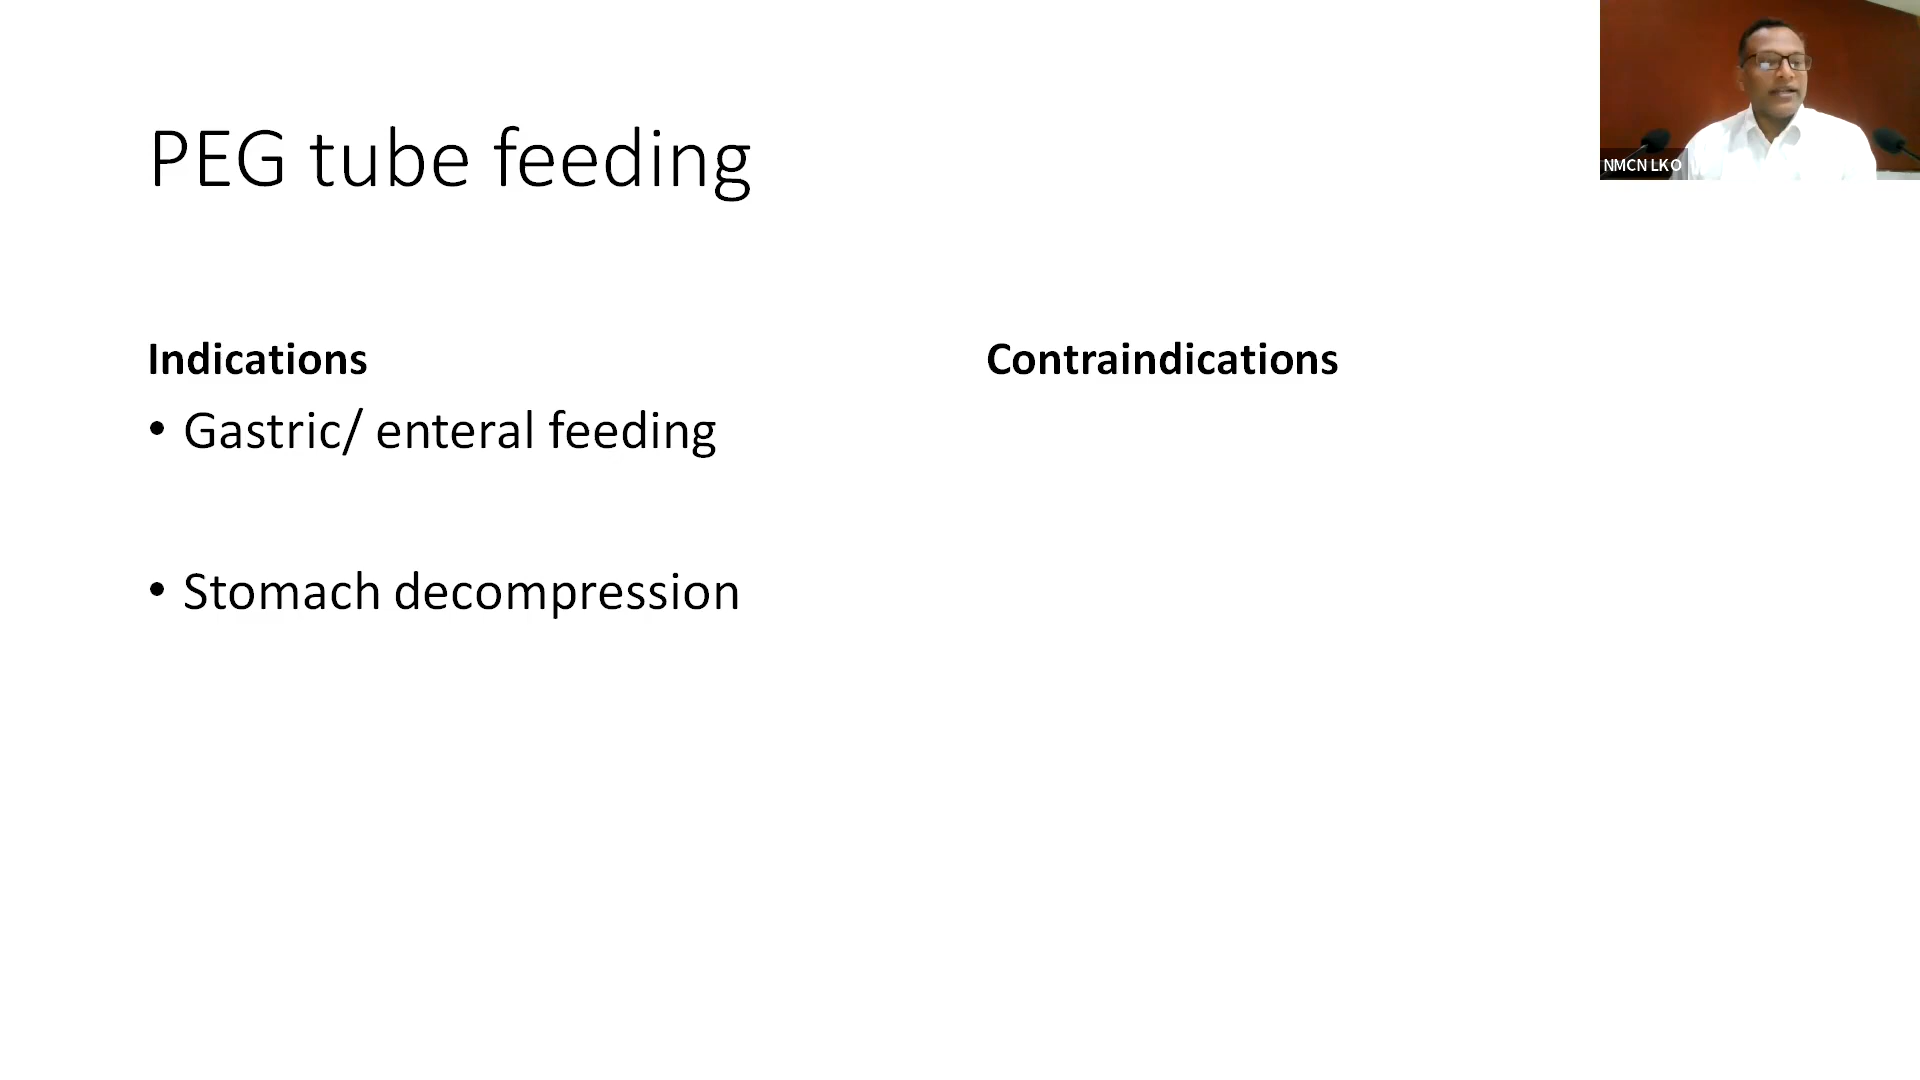 PEG tube feeding
NMCN LKO
Indications
• Gastric/ enteral feeding
• Stomach decompression
Contraindications